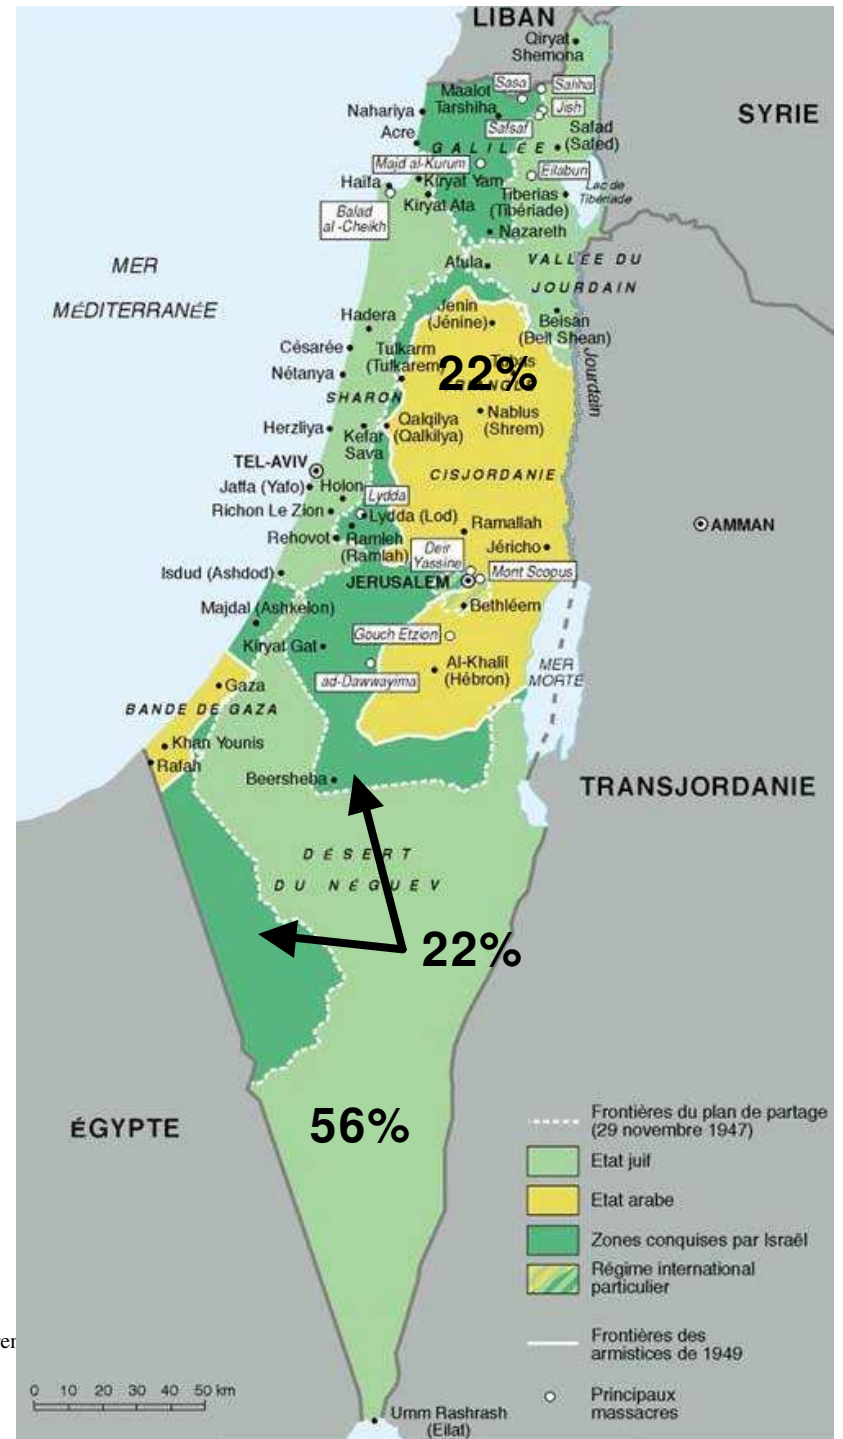 LIBAN
Qiryat
Shemona
SYRIE
Maalot
Tarshiha
Sasa
Saliha
Jish
Safsaf
Nahariya
Acre
Safad
(Safed)
GALILÉE
Majd al-Kurum
Eilabun
Haïfa
Kiryat Yam
Kiryat Ata
Lac de
Tibériade
Tiberias
(Tibériade)
Balad
al-Cheikh
Nazareth
MER
MÉDITERRANÉE
Afula
VALLÉE DU
JOURDAIN
Hadera
Jenin
(Jénine)
Beisan
(Beit Shean)
Césarée
Tulkarm
(Tulkarem)
22%
Jourdain
Nétanya
SHARON
Nablus
(Shrem)
Herzliya
Kefar
Sava
Qalqilya
(Qalkilya)
TEL-AVIV
CISJORDANIE
Jaffa (Yafo)
Holon
Lydda
Richon Le Zion
Lydda (Lod)
Ramallah
AMMAN
Rehovot
Ramleh
(Ramlah)
Deir
Yassine
Jéricho
Isdud (Ashdod)
JERUSALEM
Mont Scopus
Majdal (Ashkelon)
Bethléem
Kiryat Gat
Gouch Etzion
ad-Dawwayima
Al-Khalil
(Hébron)
MER
MORTE
Gaza
BANDE DE GAZA
Khan Younis
Rafah
Beersheba
TRANSJORDANIE
DÉSERT
DU NÉGUEV
22%
56%
ÉGYPTE
Frontières du plan de partage
(29 novembre 1947)
Etat juif
Etat arabe
Zones conquises par Israël
Régime international
particulier
Frontières des
armistices de 1949
Principaux
massacres
0 10 20 30 40 50 km
Umm Rashrash
(Eilat)